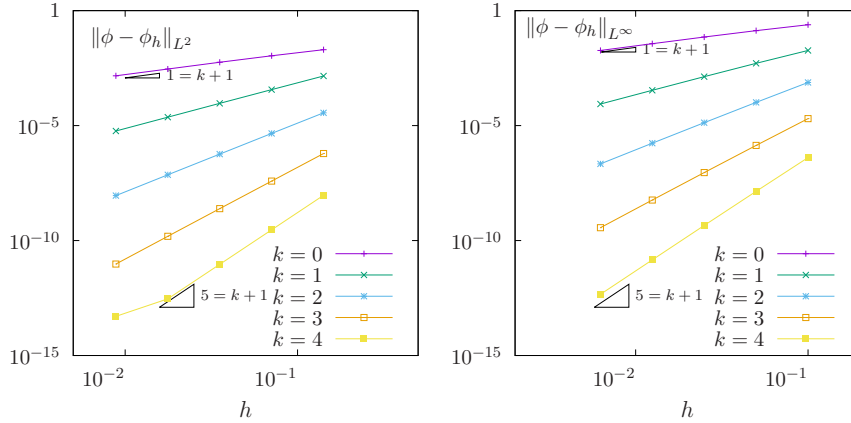 ‖ϕ − ϕ_h‖_{L²}
1
10^{−5}
10^{−10}
10^{−15}
1 = k + 1
5 = k + 1
k = 0
k = 1
k = 2
k = 3
k = 4
10^{−2}
10^{−1}
h
‖ϕ − ϕ_h‖_{L^∞}
1
10^{−5}
10^{−10}
10^{−15}
1 = k + 1
5 = k + 1
k = 0
k = 1
k = 2
k = 3
k = 4
10^{−2}
10^{−1}
h